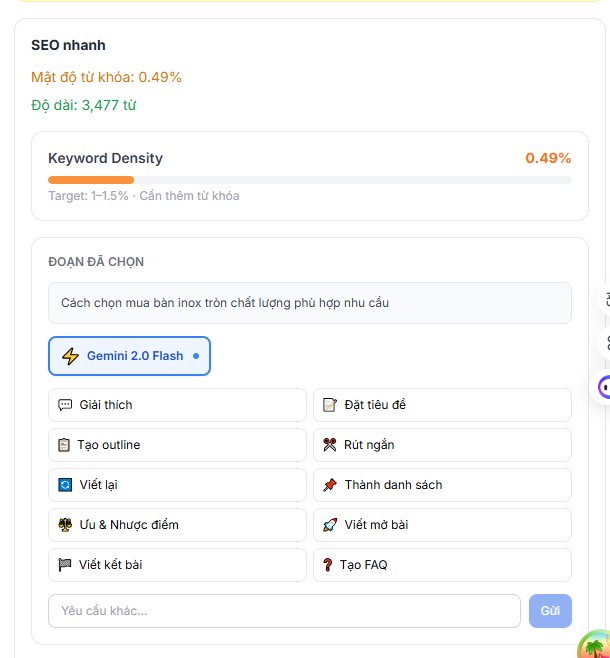 SEO nhanh
Mật độ từ khóa: 0.49%
Độ dài: 3,477 từ
Keyword Density 0.49%
Target: 1–1.5% · Cần thêm từ khóa
ĐOẠN ĐÃ CHỌN
Cách chọn mua bàn inox tròn chất lượng phù hợp nhu cầu
Gemini 2.0 Flash
Giải thích
Đặt tiêu đề
Tạo outline
Rút ngắn
Viết lại
Thành danh sách
Ưu & Nhược điểm
Viết mở bài
Viết kết bài
Tạo FAQ
Yêu cầu khác...
Gửi